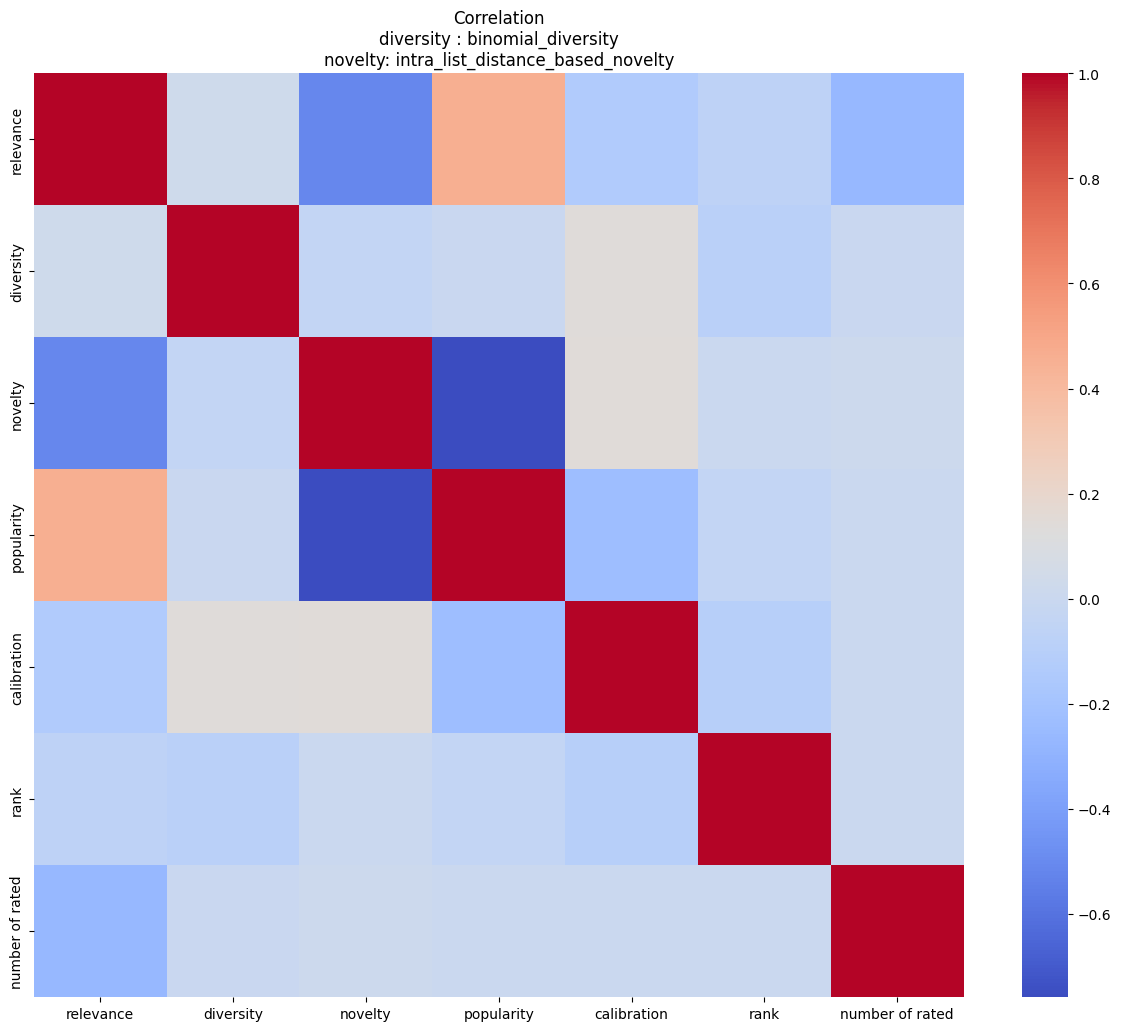 Correlation
diversity : binomial_diversity
novelty: intra_list_distance_based_novelty
relevance
diversity
novelty
popularity
calibration
rank
number of rated
relevance
diversity
novelty
popularity
calibration
rank
number of rated
1.0
0.8
0.6
0.4
0.2
0.0
−0.2
−0.4
−0.6